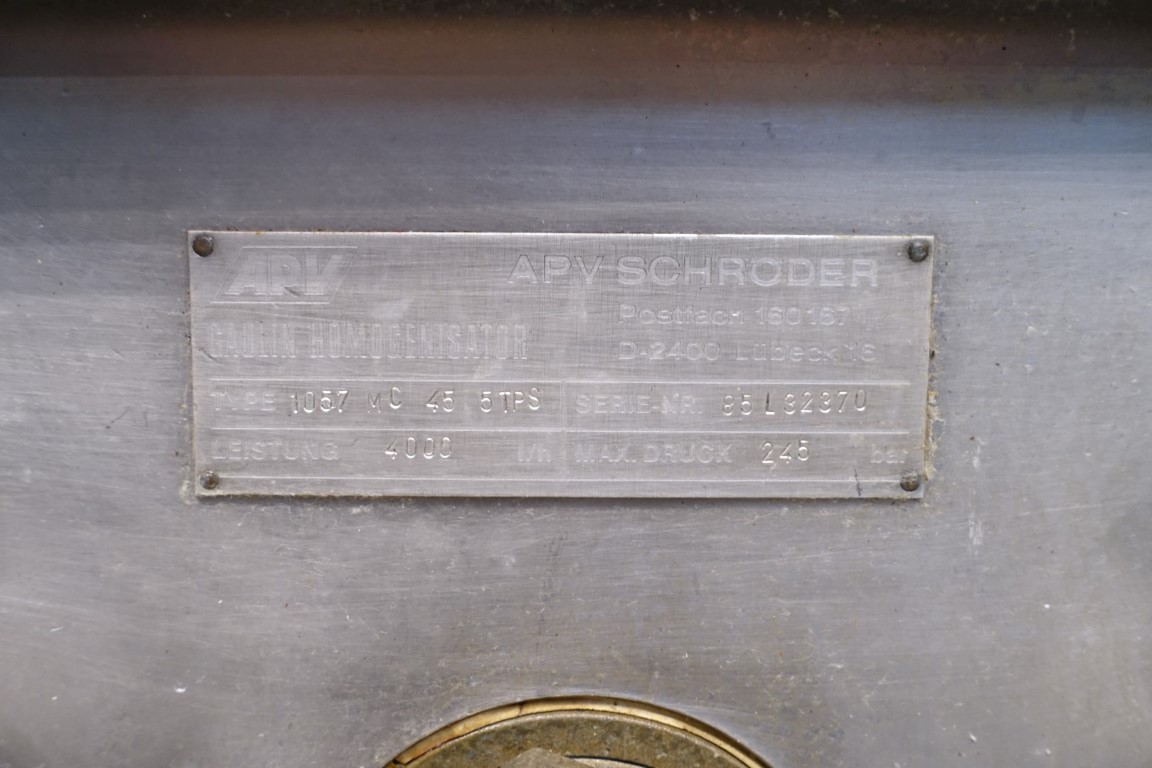 APV APV SCHRÖDER
Postfach 160167
GAULIN HOMOGENISATOR D-2400 Lübeck 16
TYPE 1057 MC 45 5TPS SERIE-NR. 85 L92370
LEISTUNG 4000 l/h MAX. DRUCK 245 bar